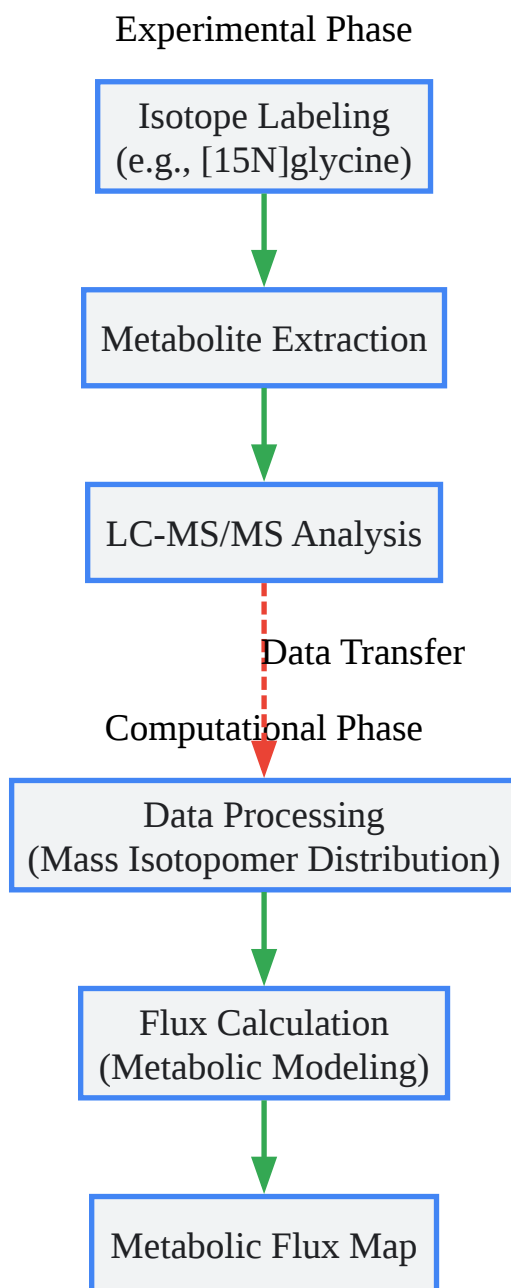 Experimental Phase
Isotope Labeling
(e.g., [15N]glycine)
Metabolite Extraction
LC-MS/MS Analysis
Data Transfer
Computational Phase
Data Processing
(Mass Isotopomer Distribution)
Flux Calculation
(Metabolic Modeling)
Metabolic Flux Map